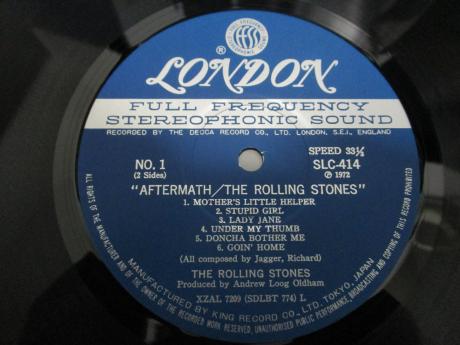 FULL FREQUENCY STEREOPHONIC SOUND
® LONDON
FULL FREQUENCY
STEREOPHONIC SOUND
RECORDED BY THE DECCA RECORD CO., LTD. LONDON, S.E.I., ENGLAND
NO. 1
(2 Sides)
SPEED 33⅓
SLC-414
℗ 1972
"AFTERMATH/THE ROLLING STONES"
1. MOTHER'S LITTLE HELPER
2. STUPID GIRL
3. LADY JANE
4. UNDER MY THUMB
5. DONCHA BOTHER ME
6. GOIN' HOME
(All composed by Jagger, Richard)
THE ROLLING STONES
Produced by Andrew Loog Oldham
XZAL 7209 (SDLBT 774) L
MANUFACTURED BY KING RECORD CO., LTD. TOKYO, JAPAN
ALL RIGHTS OF THE MANUFACTURER AND OF THE OWNER OF THE RECORDED WORK RESERVED, UNAUTHORISED PUBLIC PERFORMANCE, BROADCASTING AND COPYING OF THIS RECORD PROHIBITED